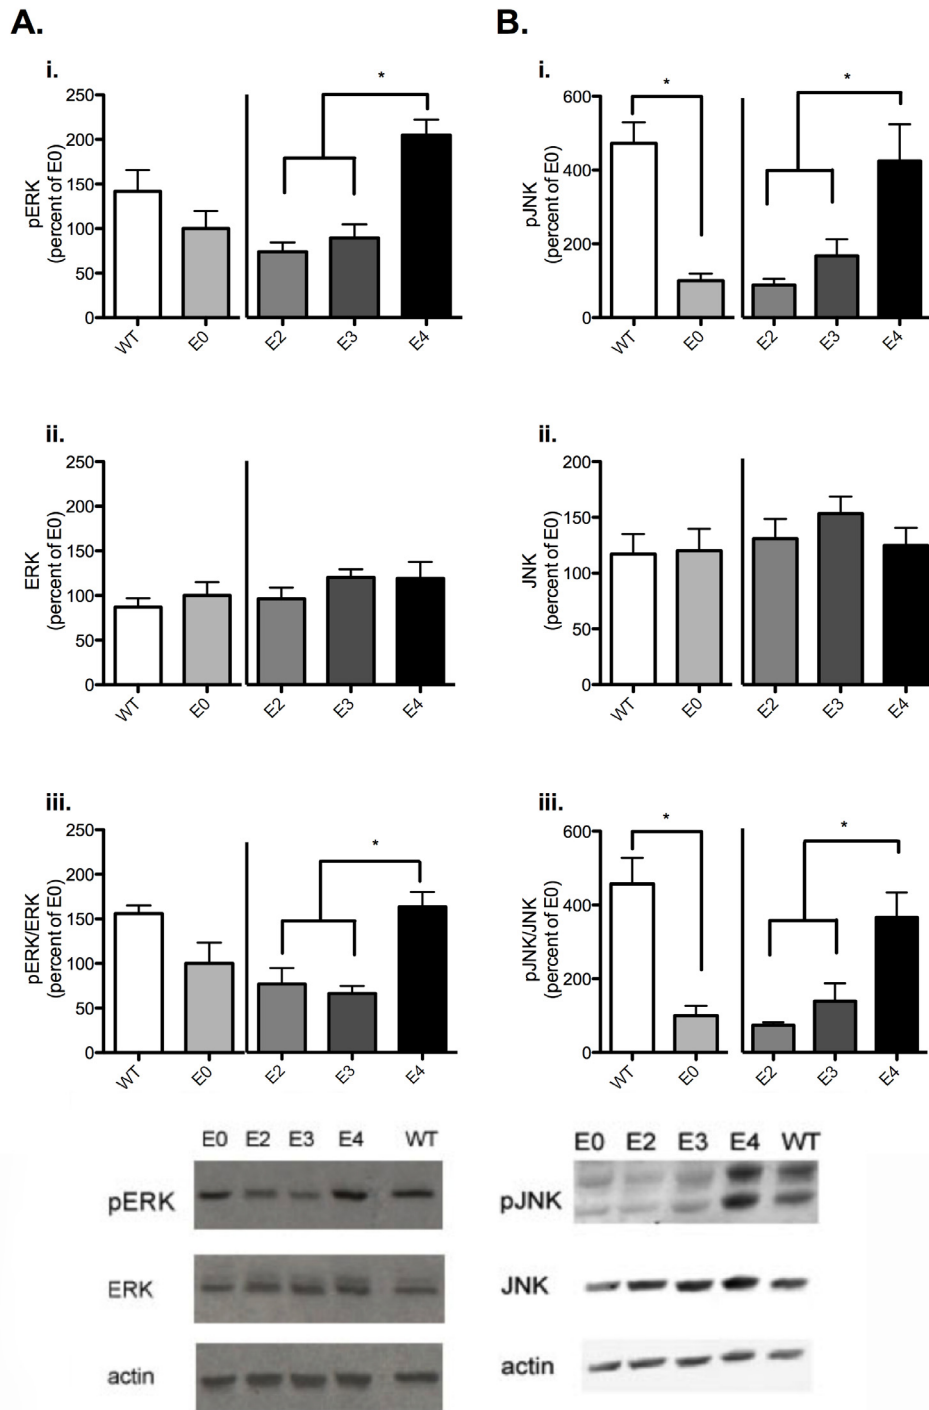 A.
i.
pERK
(percent of E0)
250
200
150
100
50
0
*
WT
E0
E2
E3
E4
ii.
ERK
(percent of E0)
250
200
150
100
50
0
WT
E0
E2
E3
E4
iii.
pERK/ERK
(percent of E0)
250
200
150
100
50
0
*
WT
E0
E2
E3
E4
E0 E2 E3 E4 WT
pERK
ERK
actin
B.
i.
pJNK
(percent of E0)
600
400
200
0
*
*
WT
E0
E2
E3
E4
ii.
JNK
(percent of E0)
200
150
100
50
0
WT
E0
E2
E3
E4
iii.
pJNK/JNK
(percent of E0)
600
400
200
0
*
*
WT
E0
E2
E3
E4
E0 E2 E3 E4 WT
pJNK
JNK
actin